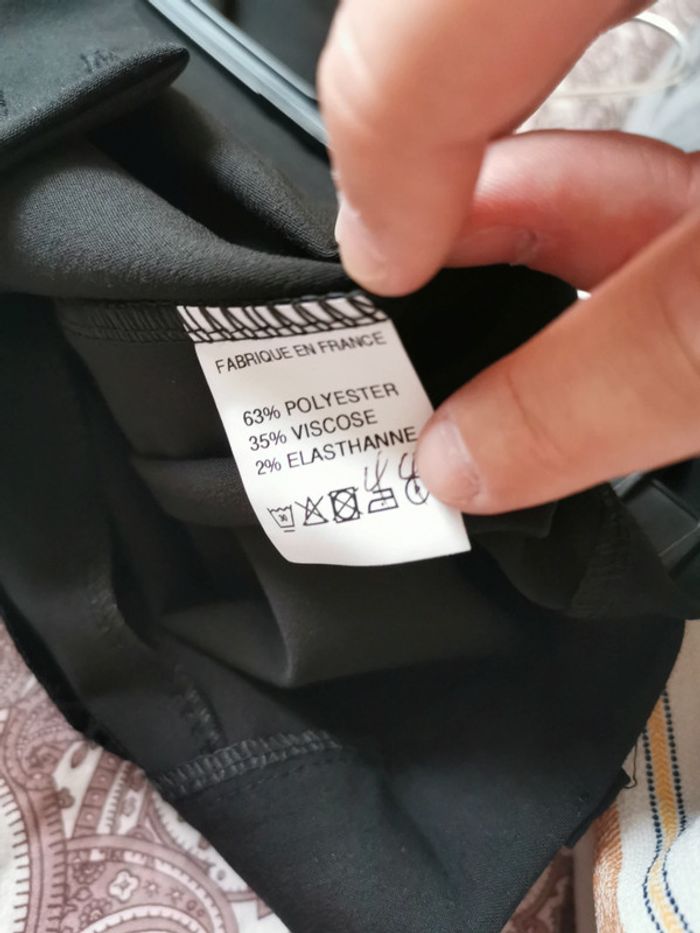 FABRIQUE EN FRANCE
63% POLYESTER
35% VISCOSE
2% ELASTHANNE